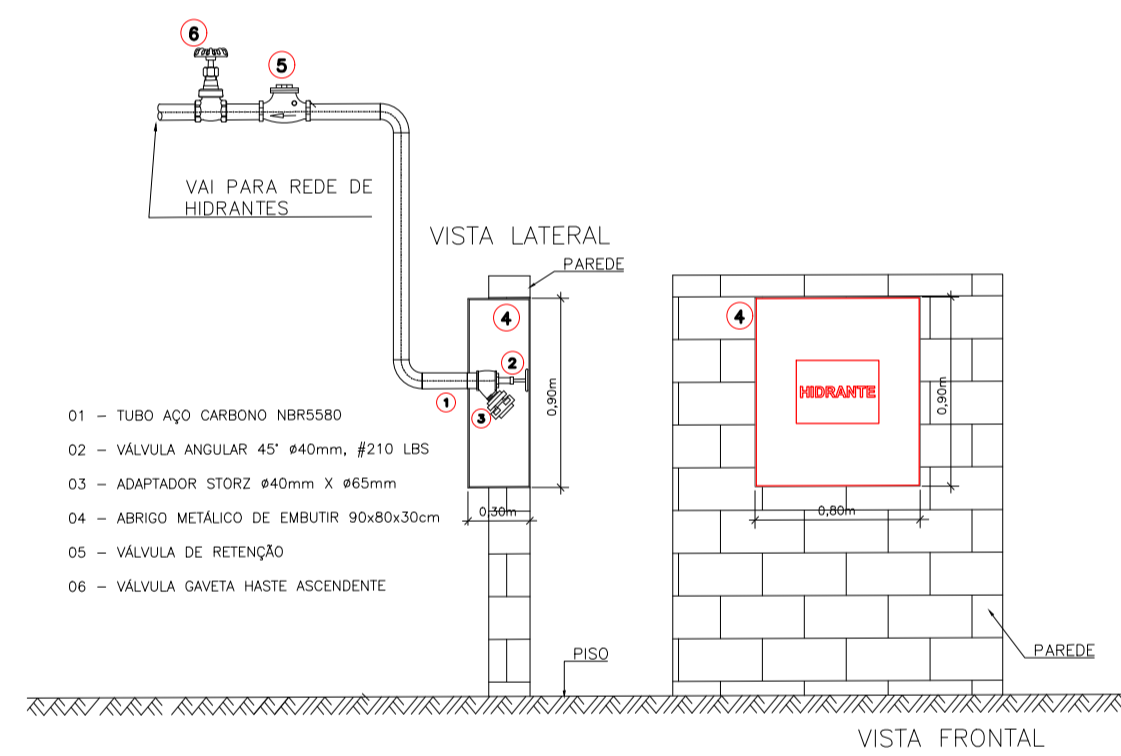 6
5
VAI PARA REDE DE
HIDRANTES
VISTA LATERAL
PAREDE
4
2
1
3
0,90m
0,30m
4
HIDRANTE
0,90m
0,80m
01 – TUBO AÇO CARBONO NBR5580
02 – VÁLVULA ANGULAR 45° ø40mm, #210 LBS
03 – ADAPTADOR STORZ ø40mm X ø65mm
04 – ABRIGO METÁLICO DE EMBUTIR 90x80x30cm
05 – VÁLVULA DE RETENÇÃO
06 – VÁLVULA GAVETA HASTE ASCENDENTE
PISO
PAREDE
VISTA FRONTAL